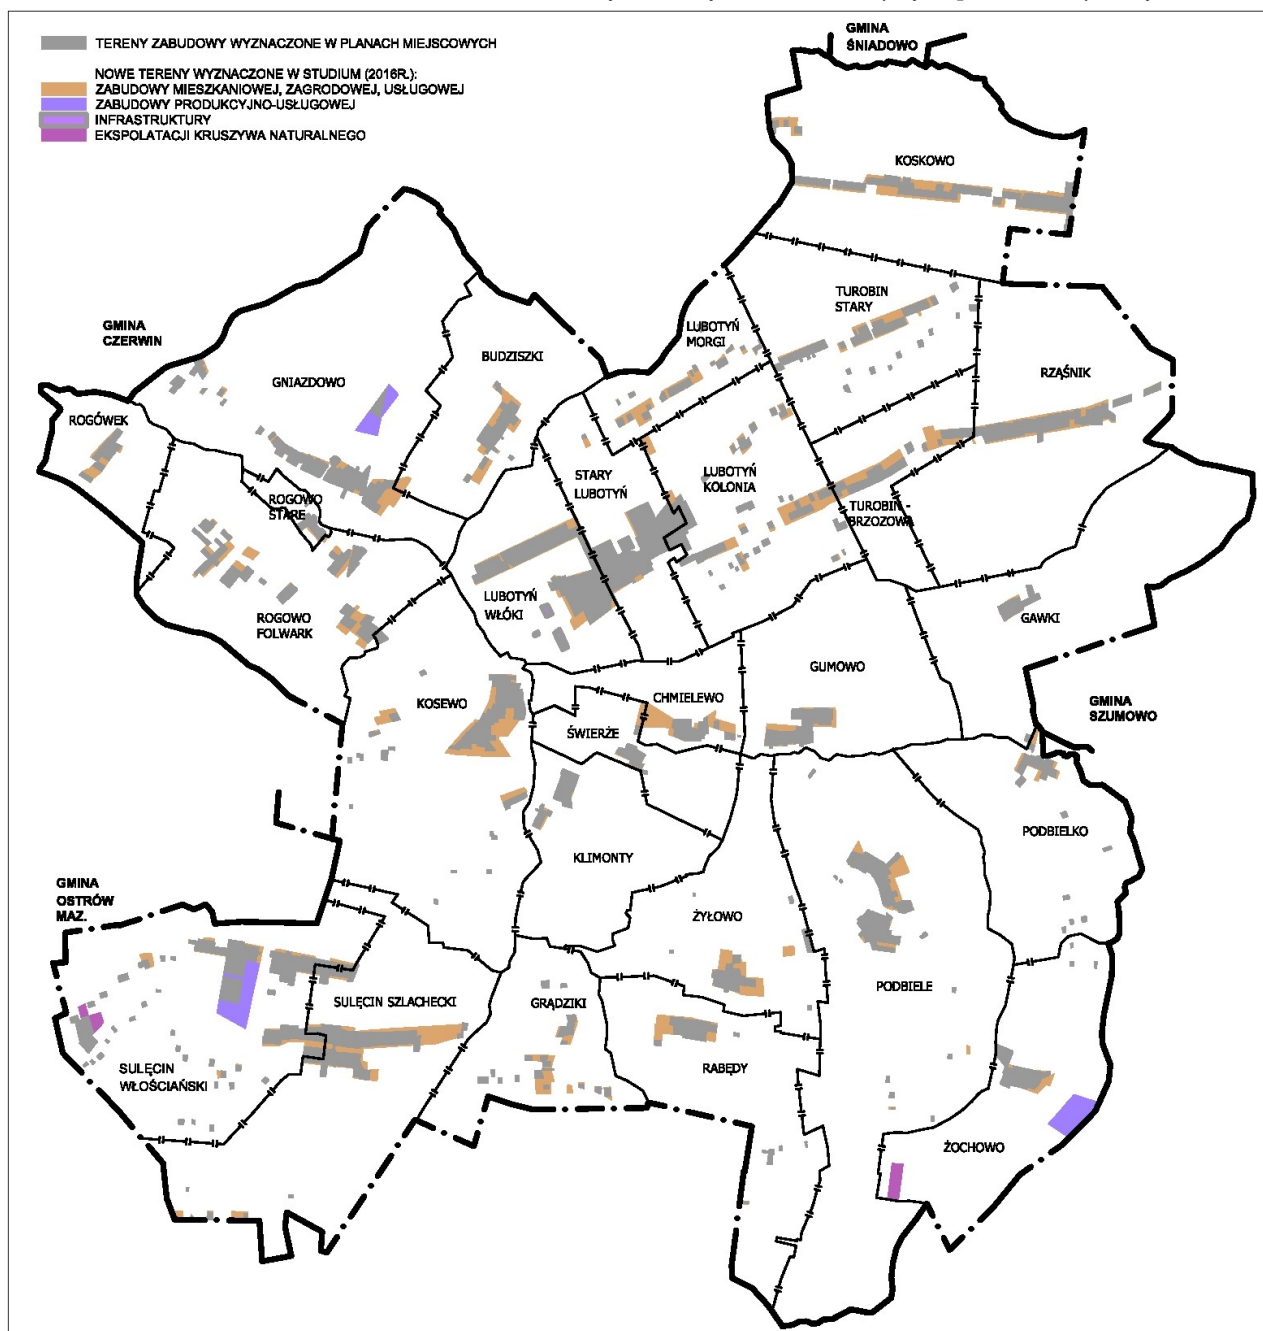 TERENY ZABUDOWY WYZNACZONE W PLANACH MIEJSCOWYCH
NOWE TERENY WYZNACZONE W STUDIUM (2016R.):
ZABUDOWY MIESZKANIOWEJ, ZAGRODOWEJ, USŁUGOWEJ
ZABUDOWY PRODUKCYJNO-USŁUGOWEJ
INFRASTRUKTURY
EKSPOLATACJI KRUSZYWA NATURALNEGO
GMINA
ŚNIADOWO
KOSKOWO
TUROBIN
STARY
LUBOTYŃ
MORGI
GMINA
CZERWIN
BUDZISZKI
GNIAZDOWO
RZĄŚNIK
ROGÓWEK
STARY
LUBOTYŃ
LUBOTYŃ
KOLONIA
ROGOWO
STARE
TUROBIN -
BRZOZOWA
LUBOTYŃ
WŁÓKI
ROGOWO
FOLWARK
GAWKI
GUMOWO
CHMIELEWO
KOSEWO
ŚWIERŻE
GMINA
SZUMOWO
PODBIELKO
KLIMONTY
GMINA
OSTRÓW
MAZ.
ŻYŁOWO
PODBIELE
SULĘCIN SZLACHECKI
GRĄDZIKI
RABĘDY
SULĘCIN
WŁOŚCIAŃSKI
ŻOCHOWO